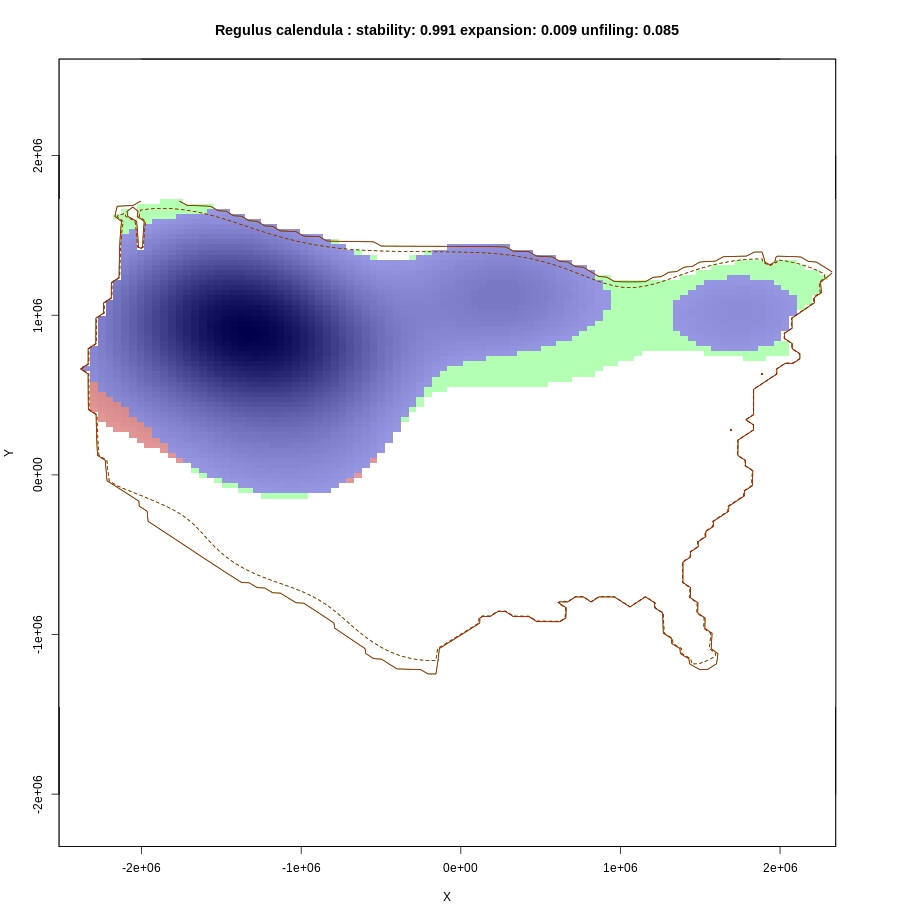 Regulus calendula : stability: 0.991 expansion: 0.009 unfiling: 0.085
2e+06
1e+06
0e+00
-1e+06
-2e+06
Y
-2e+06 -1e+06 0e+00 1e+06 2e+06
X